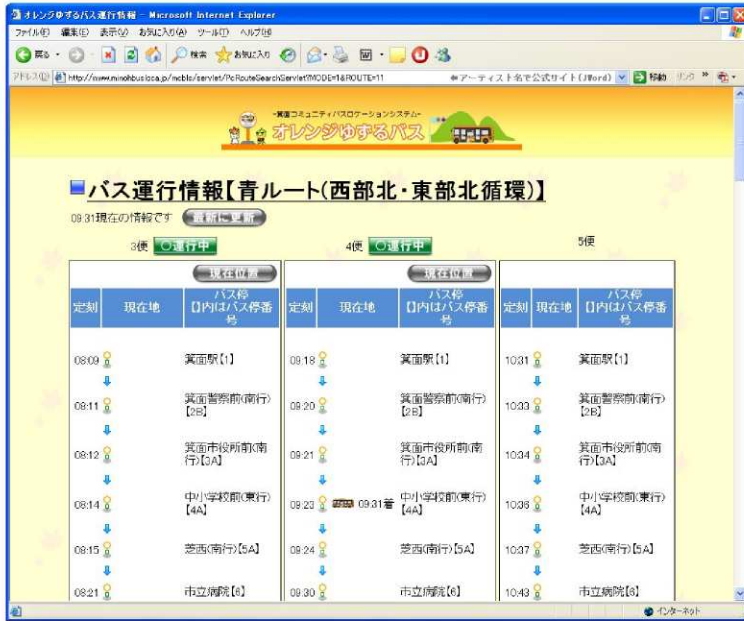 オレンジゆずるバス運行情報 - Microsoft Internet Explorer
ファイル(F) 編集(E) 表示(V) お気に入り(A) ツール(T) ヘルプ(H)
戻る 検索 お気に入り
アドレス(D) http://www.minohbusloca.jp/mcbls/servlet/PcRouteSearchServlet?MODE=1&ROUTE=11 アーティスト名で公式サイト(JWord) 移動 リンク »
-箕面コミュニティバスロケーションシステム-
オレンジゆずるバス
バス運行情報【青ルート(西部北・東部北循環)】
09:31現在の情報です 最新に更新
3便 ○運行中 4便 ○運行中 5便
現在位置 現在位置
定刻 現在地 バス停【】内はバス停番号 定刻 現在地 バス停【】内はバス停番号 定刻 現在地 バス停【】内はバス停番号
08:09 箕面駅【1】 09:18 箕面駅【1】 10:31 箕面駅【1】
08:11 箕面警察前(南行)【2B】 09:20 箕面警察前(南行)【2B】 10:33 箕面警察前(南行)【2B】
08:12 箕面市役所前(南行)【3A】 09:21 箕面市役所前(南行)【3A】 10:34 箕面市役所前(南行)【3A】
08:14 中小学校前(東行)【4A】 09:23 09:31着 中小学校前(東行)【4A】 10:36 中小学校前(東行)【4A】
08:15 芝西(南行)【5A】 09:24 芝西(南行)【5A】 10:37 芝西(南行)【5A】
08:21 市立病院【6】 09:30 市立病院【6】 10:43 市立病院【6】
インターネット